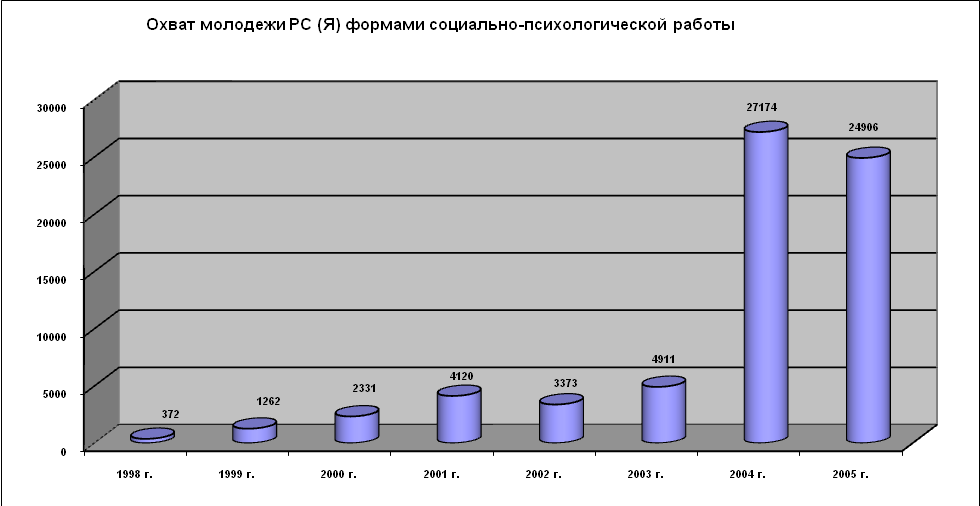 Охват молодежи РС (Я) формами социально-психологической работы
30000
25000
20000
15000
10000
5000
0
372
1262
2331
4120
3373
4911
27174
24906
1998 г.
1999 г.
2000 г.
2001 г.
2002 г.
2003 г.
2004 г.
2005 г.